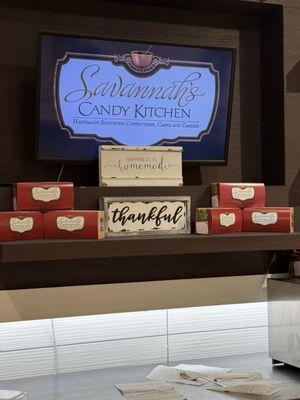 Savannah's
CANDY KITCHEN
HANDMADE SOUTHERN CONFECTIONS, CAKES AND CANDIES
HAPPINESS IS
homemade
thankful